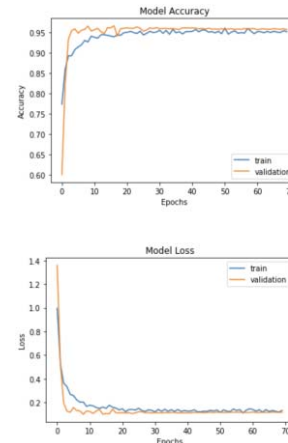 Model Accuracy
0.95
0.90
0.85
0.80
0.75
0.70
0.65
0.60
Accuracy
train
validation
0 10 20 30 40 50 60 70
Epochs
Model Loss
1.4
1.2
1.0
0.8
0.6
0.4
0.2
Loss
train
validation
0 10 20 30 40 50 60 70
Epochs